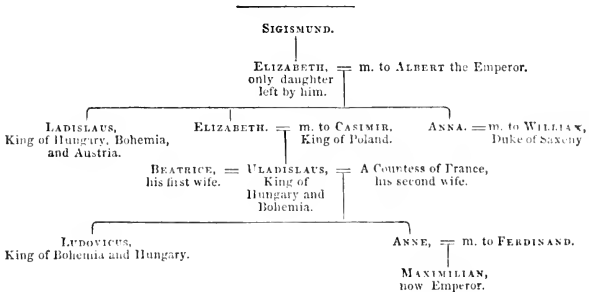 SIGISMUND.
ELIZABETH, = m. to ALBERT the Emperor.
only daughter
left by him.
LADISLAUS,
King of Hungary, Bohemia,
and Austria.
ELIZABETH. = m. to CASIMIR,
King of Poland.
ANNA. = m. to WILLIAM,
Duke of Saxony
BEATRICE, = ULADISLAUS, = A Countess of France,
his first wife.
King of
Hungary and
Bohemia.
his second wife.
LUDOVICUS,
King of Bohemia and Hungary.
ANNE, = m. to FERDINAND.
MAXIMILIAN,
now Emperor.